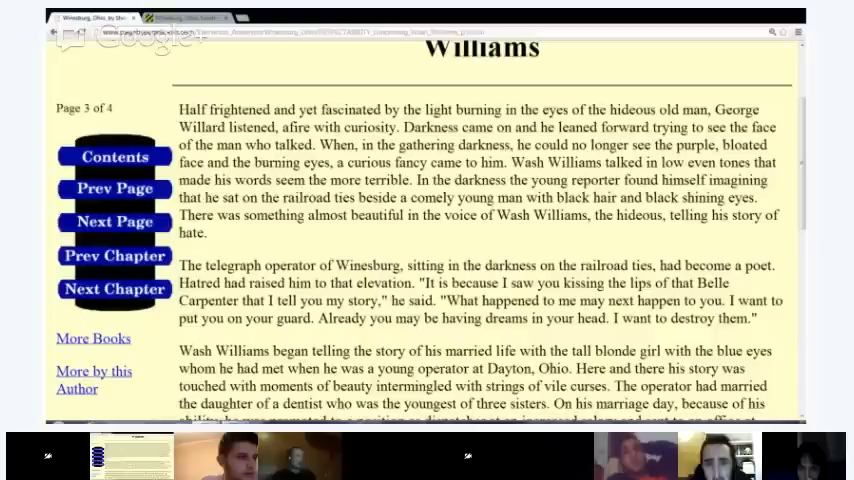 Williams
Page 3 of 4
Contents
Prev Page
Next Page
Prev Chapter
Next Chapter
More Books
More by this
Author
Half frightened and yet fascinated by the light burning in the eyes of the hideous old man, George
Willard listened, afire with curiosity. Darkness came on and he leaned forward trying to see the face
of the man who talked. When, in the gathering darkness, he could no longer see the purple, bloated
face and the burning eyes, a curious fancy came to him. Wash Williams talked in low even tones that
made his words seem the more terrible. In the darkness the young reporter found himself imagining
that he sat on the railroad ties beside a comely young man with black hair and black shining eyes.
There was something almost beautiful in the voice of Wash Williams, the hideous, telling his story of
hate.
The telegraph operator of Winesburg, sitting in the darkness on the railroad ties, had become a poet.
Hatred had raised him to that elevation. "It is because I saw you kissing the lips of that Belle
Carpenter that I tell you my story," he said. "What happened to me may next happen to you. I want to
put you on your guard. Already you may be having dreams in your head. I want to destroy them."
Wash Williams began telling the story of his married life with the tall blonde girl with the blue eyes
whom he had met when he was a young operator at Dayton, Ohio. Here and there his story was
touched with moments of beauty intermingled with strings of vile curses. The operator had married
the daughter of a dentist who was the youngest of three sisters. On his marriage day, because of his
Google+